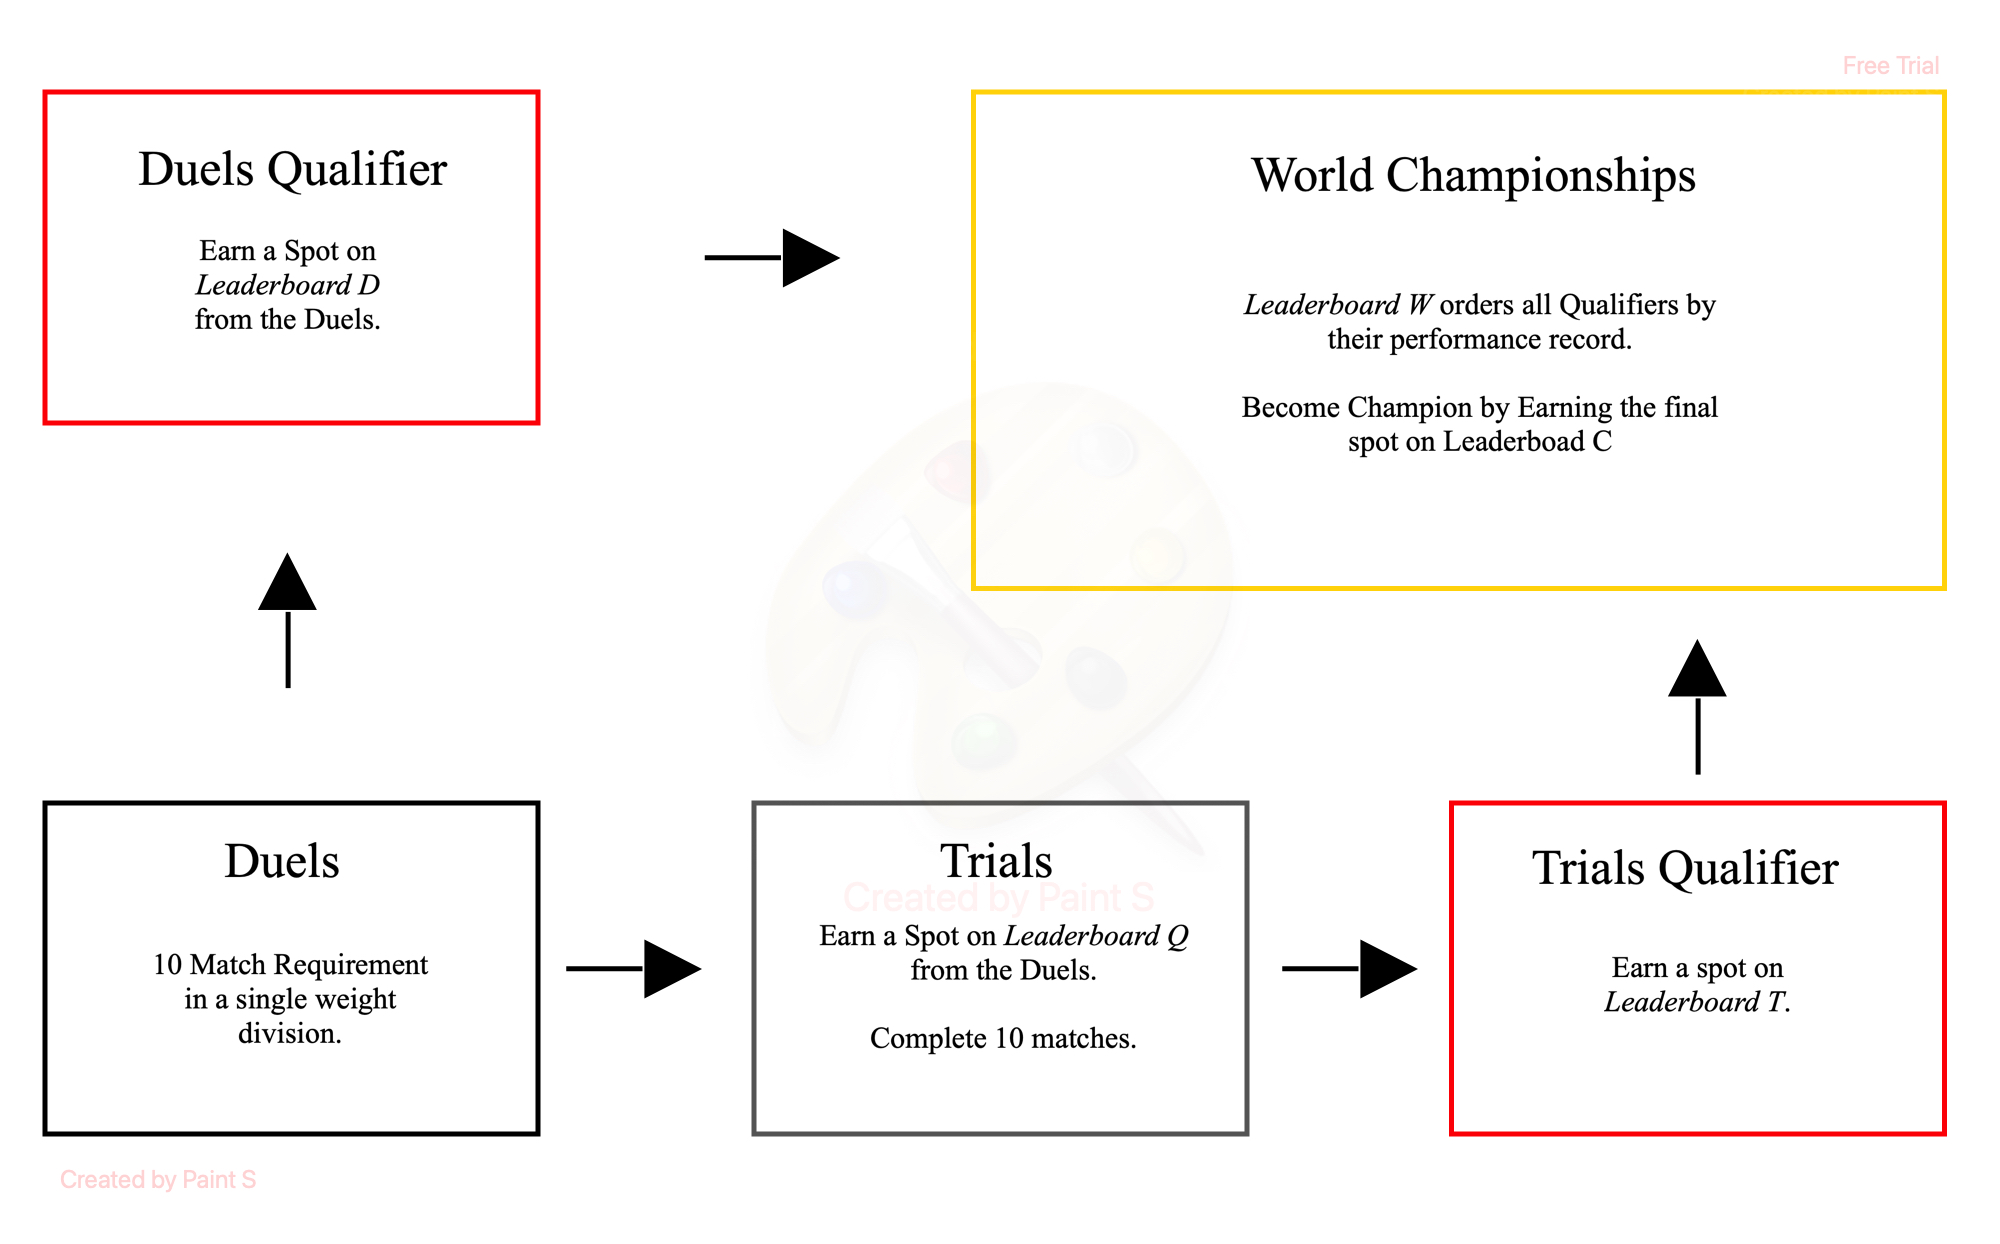 Free Trial
Duels Qualifier
Earn a Spot on
Leaderboard D
from the Duels.
World Championships
Leaderboard W orders all Qualifiers by
their performance record.
Become Champion by Earning the final
spot on Leaderboad C
Duels
10 Match Requirement
in a single weight
division.
Trials
Created by Paint S
Earn a Spot on Leaderboard Q
from the Duels.
Complete 10 matches.
Trials Qualifier
Earn a spot on
Leaderboard T.
Created by Paint S